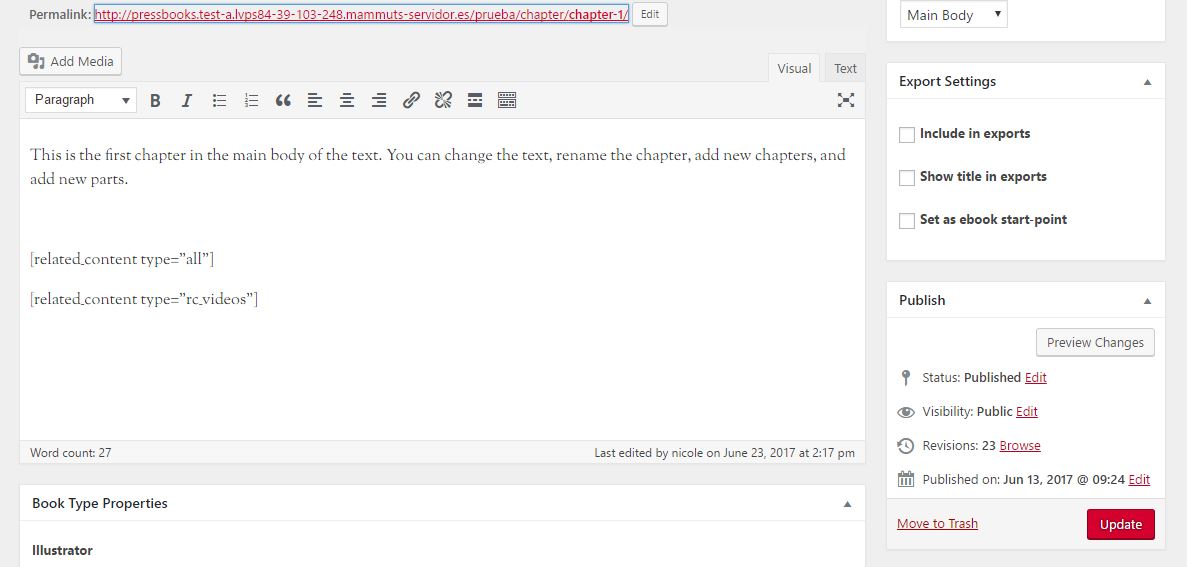 Permalink: http://pressbooks.test-a.lvps84-39-103-248.mammuts-servidor.es/prueba/chapter/chapter-1/ Edit
Add Media
Visual Text
Paragraph
This is the first chapter in the main body of the text. You can change the text, rename the chapter, add new chapters, and
add new parts.
[related_content type=”all”]
[related_content type=”rc_videos”]
Word count: 27 Last edited by nicole on June 23, 2017 at 2:17 pm
Book Type Properties
Illustrator
Main Body
Export Settings
Include in exports
Show title in exports
Set as ebook start-point
Publish
Preview Changes
Status: Published Edit
Visibility: Public Edit
Revisions: 23 Browse
Published on: Jun 13, 2017 @ 09:24 Edit
Move to Trash Update